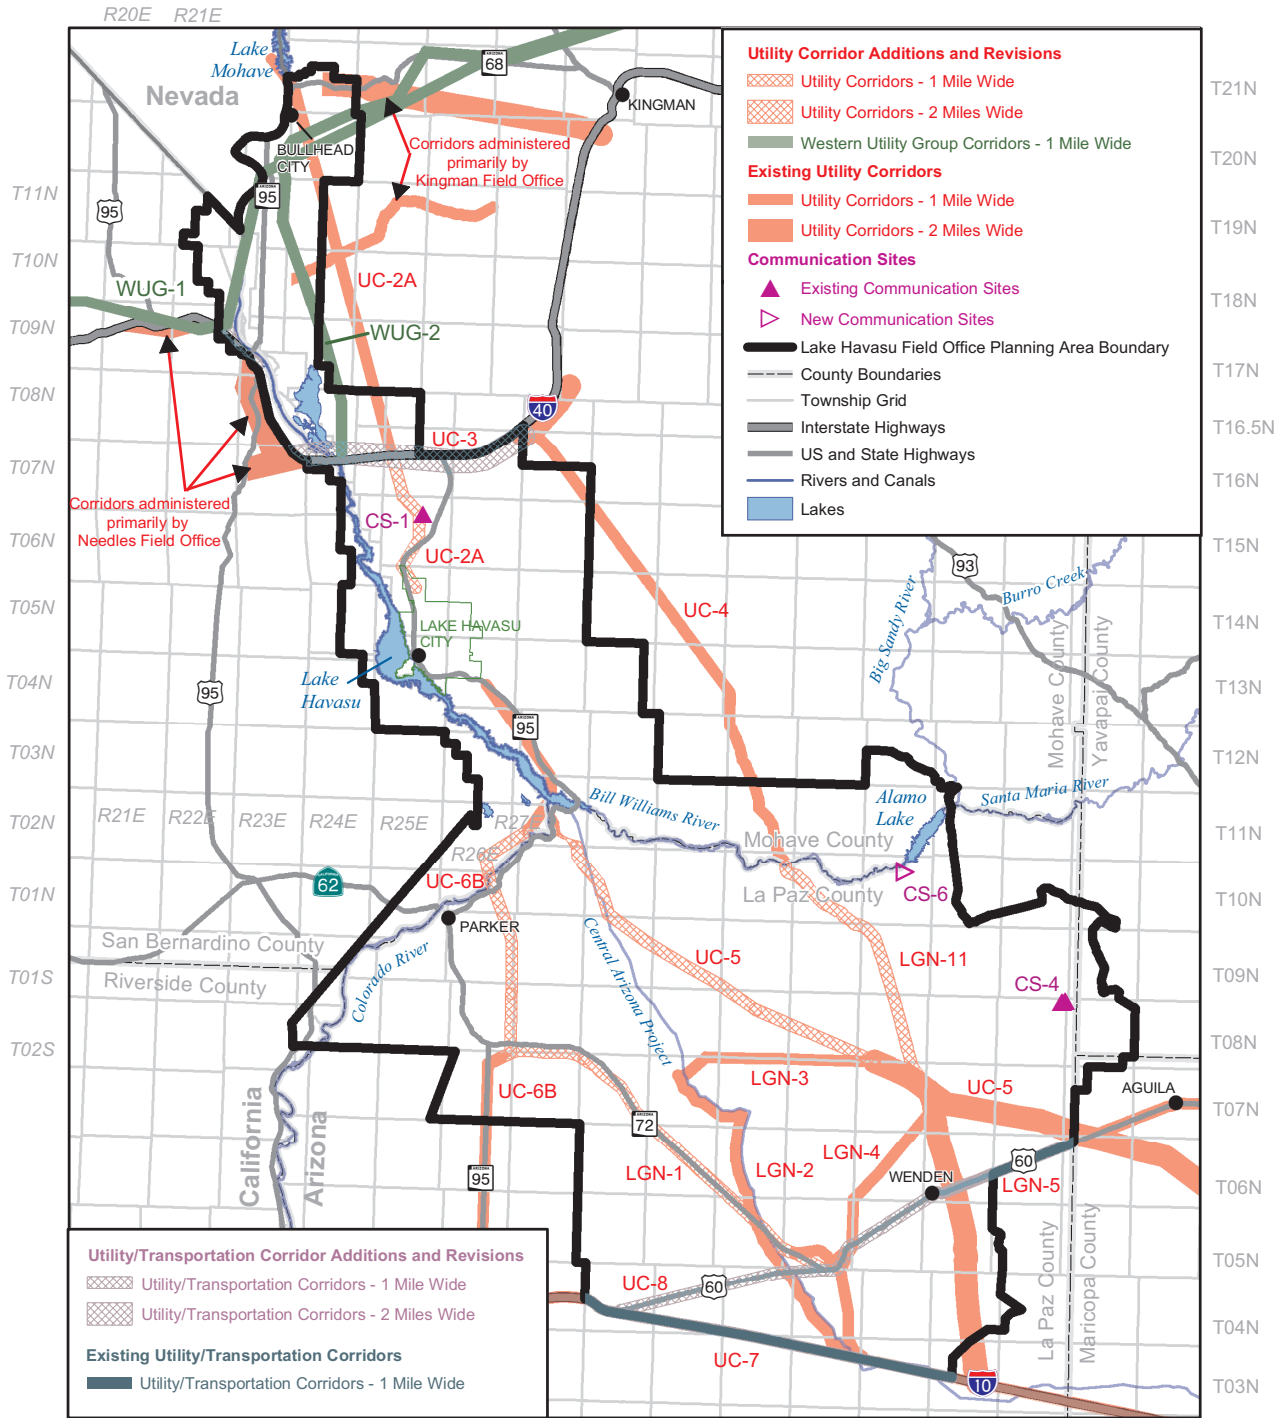 R20E R21E
Lake
Mohave
Nevada
68
KINGMAN
BULLHEAD
CITY
Corridors administered
primarily by
Kingman Field Office
95
95
WUG-1
UC-2A
WUG-2
40
UC-3
Corridors administered
primarily by
Needles Field Office
CS-1
UC-2A
LAKE HAVASU
CITY
Lake
Havasu
95
95
UC-4
Big Sandy River
93
Burro Creek
Mohave County
Yavapai County
Santa Maria River
Alamo
Lake
Bill Williams River
Mohave County
La Paz County
CS-6
R21E R22E R23E R24E R25E R27E
R26E
62
UC-6B
PARKER
San Bernardino County
Riverside County
Colorado River
Central Arizona Project
UC-5
LGN-11
CS-4
LGN-3
UC-5
AGUILA
UC-6B
72
LGN-1
LGN-2
LGN-4
WENDEN
60
LGN-5
California
Arizona
95
UC-8
60
UC-7
10
La Paz County
Maricopa County
T11N
T10N
T09N
T08N
T07N
T06N
T05N
T04N
T03N
T02N
T01N
T01S
T02S
T21N
T20N
T19N
T18N
T17N
T16.5N
T16N
T15N
T14N
T13N
T12N
T11N
T10N
T09N
T08N
T07N
T06N
T05N
T04N
T03N
Utility Corridor Additions and Revisions
Utility Corridors - 1 Mile Wide
Utility Corridors - 2 Miles Wide
Western Utility Group Corridors - 1 Mile Wide
Existing Utility Corridors
Utility Corridors - 1 Mile Wide
Utility Corridors - 2 Miles Wide
Communication Sites
Existing Communication Sites
New Communication Sites
Lake Havasu Field Office Planning Area Boundary
County Boundaries
Township Grid
Interstate Highways
US and State Highways
Rivers and Canals
Lakes
Utility/Transportation Corridor Additions and Revisions
Utility/Transportation Corridors - 1 Mile Wide
Utility/Transportation Corridors - 2 Miles Wide
Existing Utility/Transportation Corridors
Utility/Transportation Corridors - 1 Mile Wide